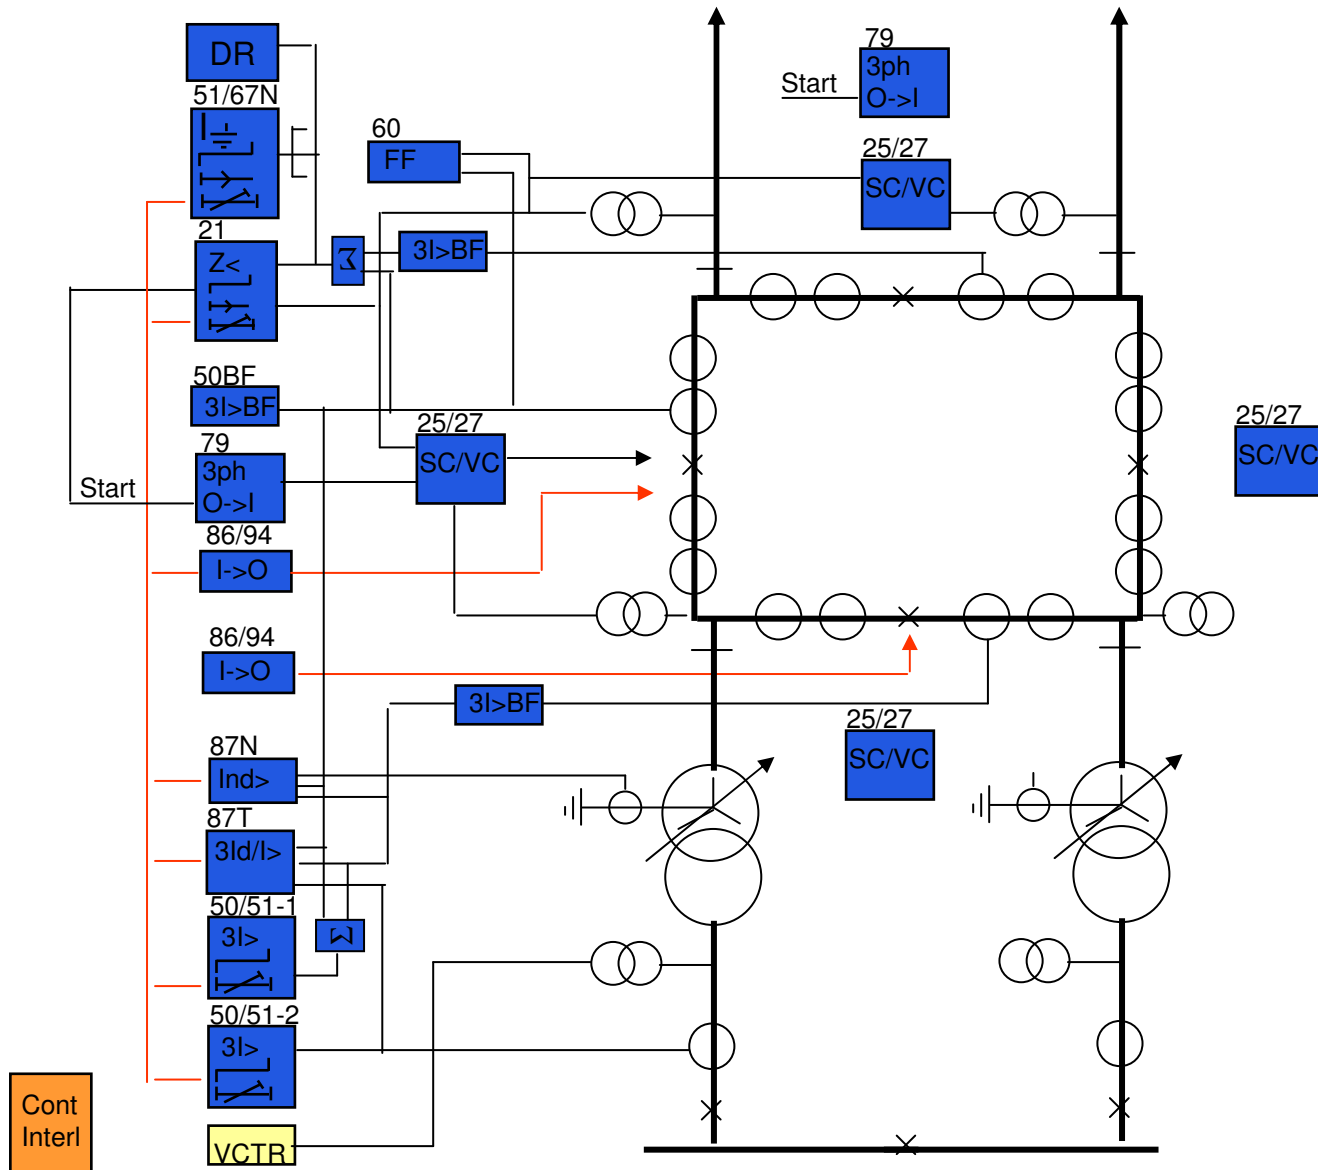 DR
51/67N
I
21
Z<
Σ
3I>BF
60
FF
79
3ph
O->I
Start
25/27
SC/VC
50BF
3I>BF
79
3ph
O->I
Start
25/27
SC/VC
25/27
SC/VC
86/94
I->O
86/94
I->O
3I>BF
25/27
SC/VC
87N
Ind>
87T
3Id/I>
50/51-1
3I>
Σ
50/51-2
3I>
Cont
Interl
VCTR